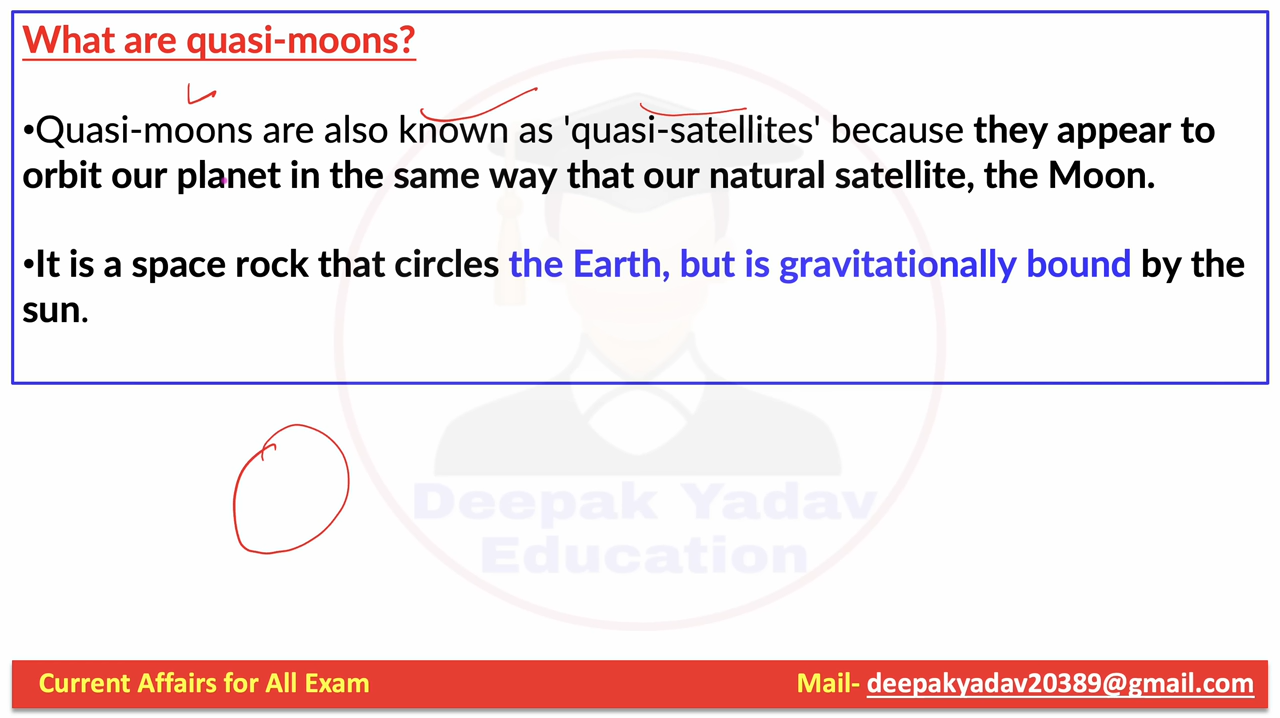 What are quasi-moons?
•Quasi-moons are also known as 'quasi-satellites' because they appear to
orbit our planet in the same way that our natural satellite, the Moon.
•It is a space rock that circles the Earth, but is gravitationally bound by the
sun.
Deepak Yadav
Education
Current Affairs for All Exam
Mail- deepakyadav20389@gmail.com